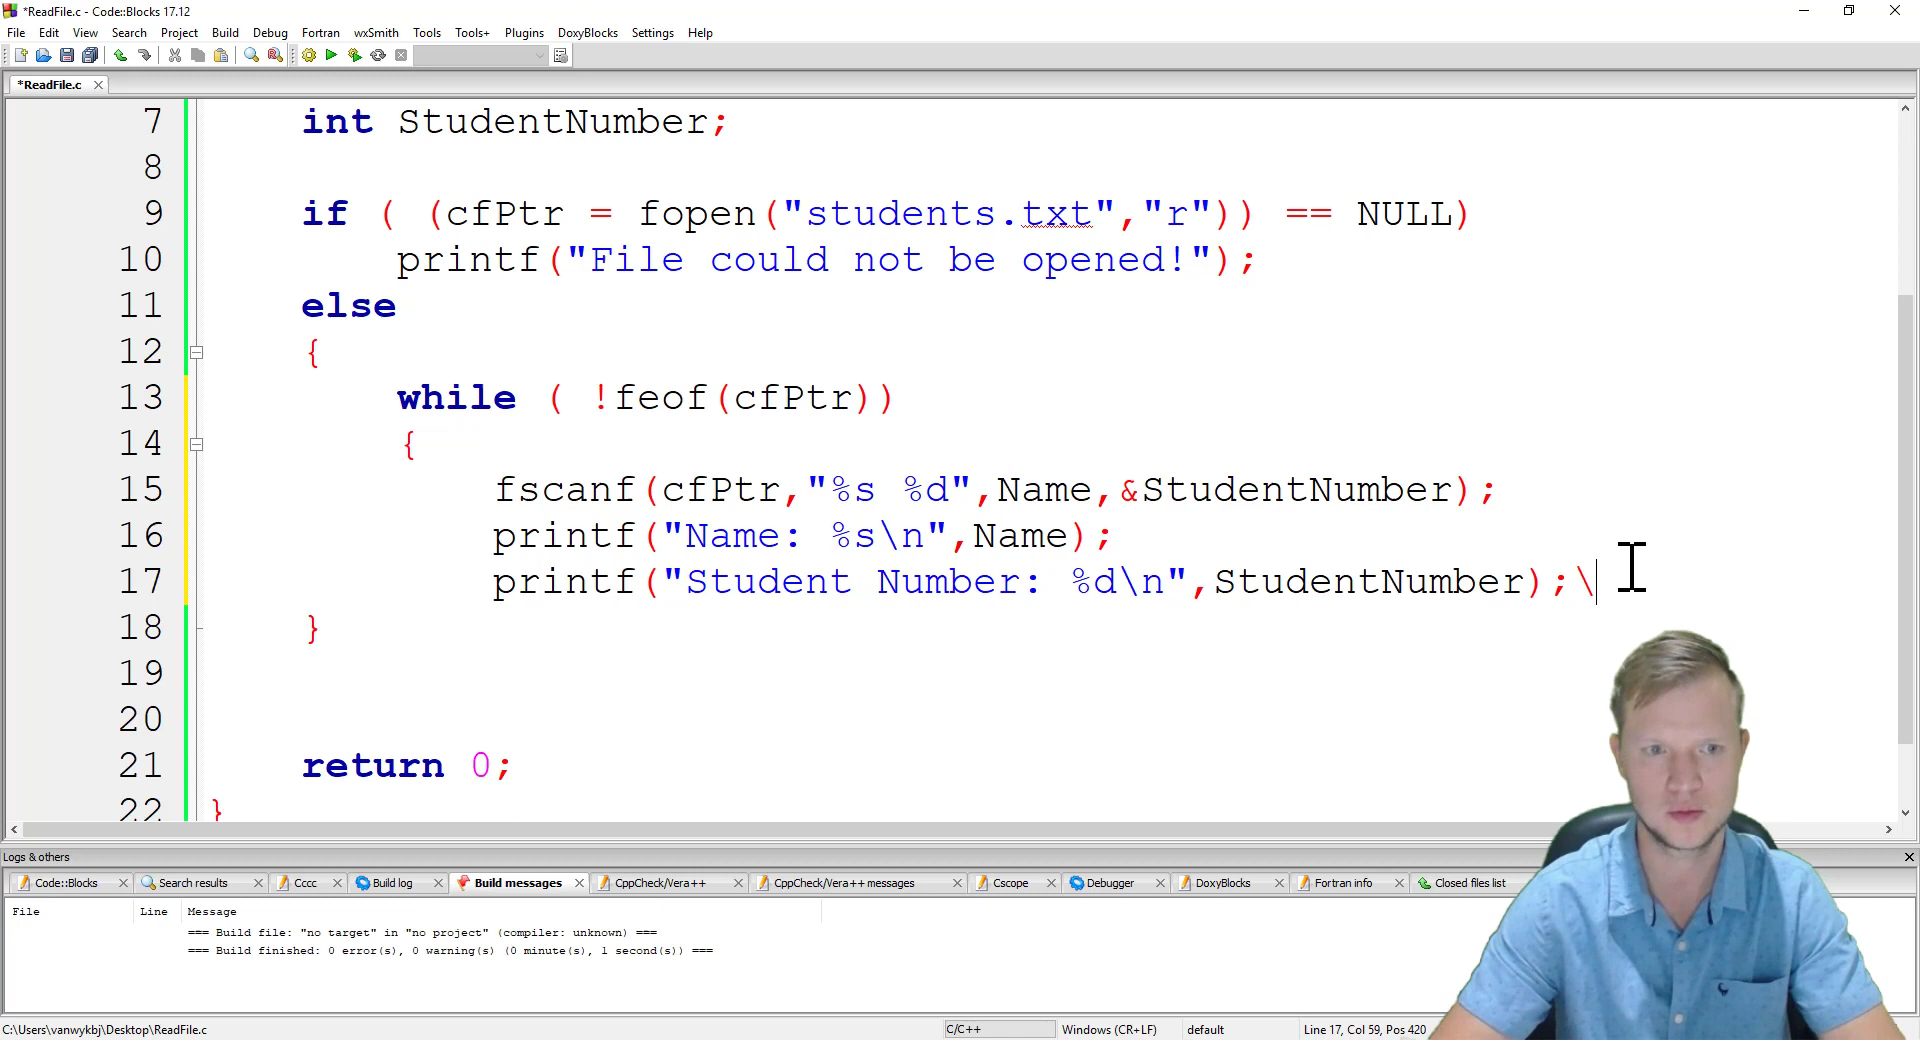 *ReadFile.c - Code::Blocks 17.12
File Edit View Search Project Build Debug Fortran wxSmith Tools Tools+ Plugins DoxyBlocks Settings Help
*ReadFile.c
7 int StudentNumber;
8
9 if ( (cfPtr = fopen("students.txt","r")) == NULL)
10 printf("File could not be opened!");
11 else
12 {
13 while ( !feof(cfPtr))
14 {
15 fscanf(cfPtr,"%s %d",Name,&StudentNumber);
16 printf("Name: %s\n",Name);
17 printf("Student Number: %d\n",StudentNumber);\
18 }
19
20
21 return 0;
22 }
Logs & others
Code::Blocks Search results Cccc Build log Build messages CppCheck/Vera++ CppCheck/Vera++ messages Cscope Debugger DoxyBlocks Fortran info Closed files list
File Line Message
=== Build file: "no target" in "no project" (compiler: unknown) ===
=== Build finished: 0 error(s), 0 warning(s) (0 minute(s), 1 second(s)) ===
C:\Users\vanwykbj\Desktop\ReadFile.c C/C++ Windows (CR+LF) default Line 17, Col 59, Pos 420